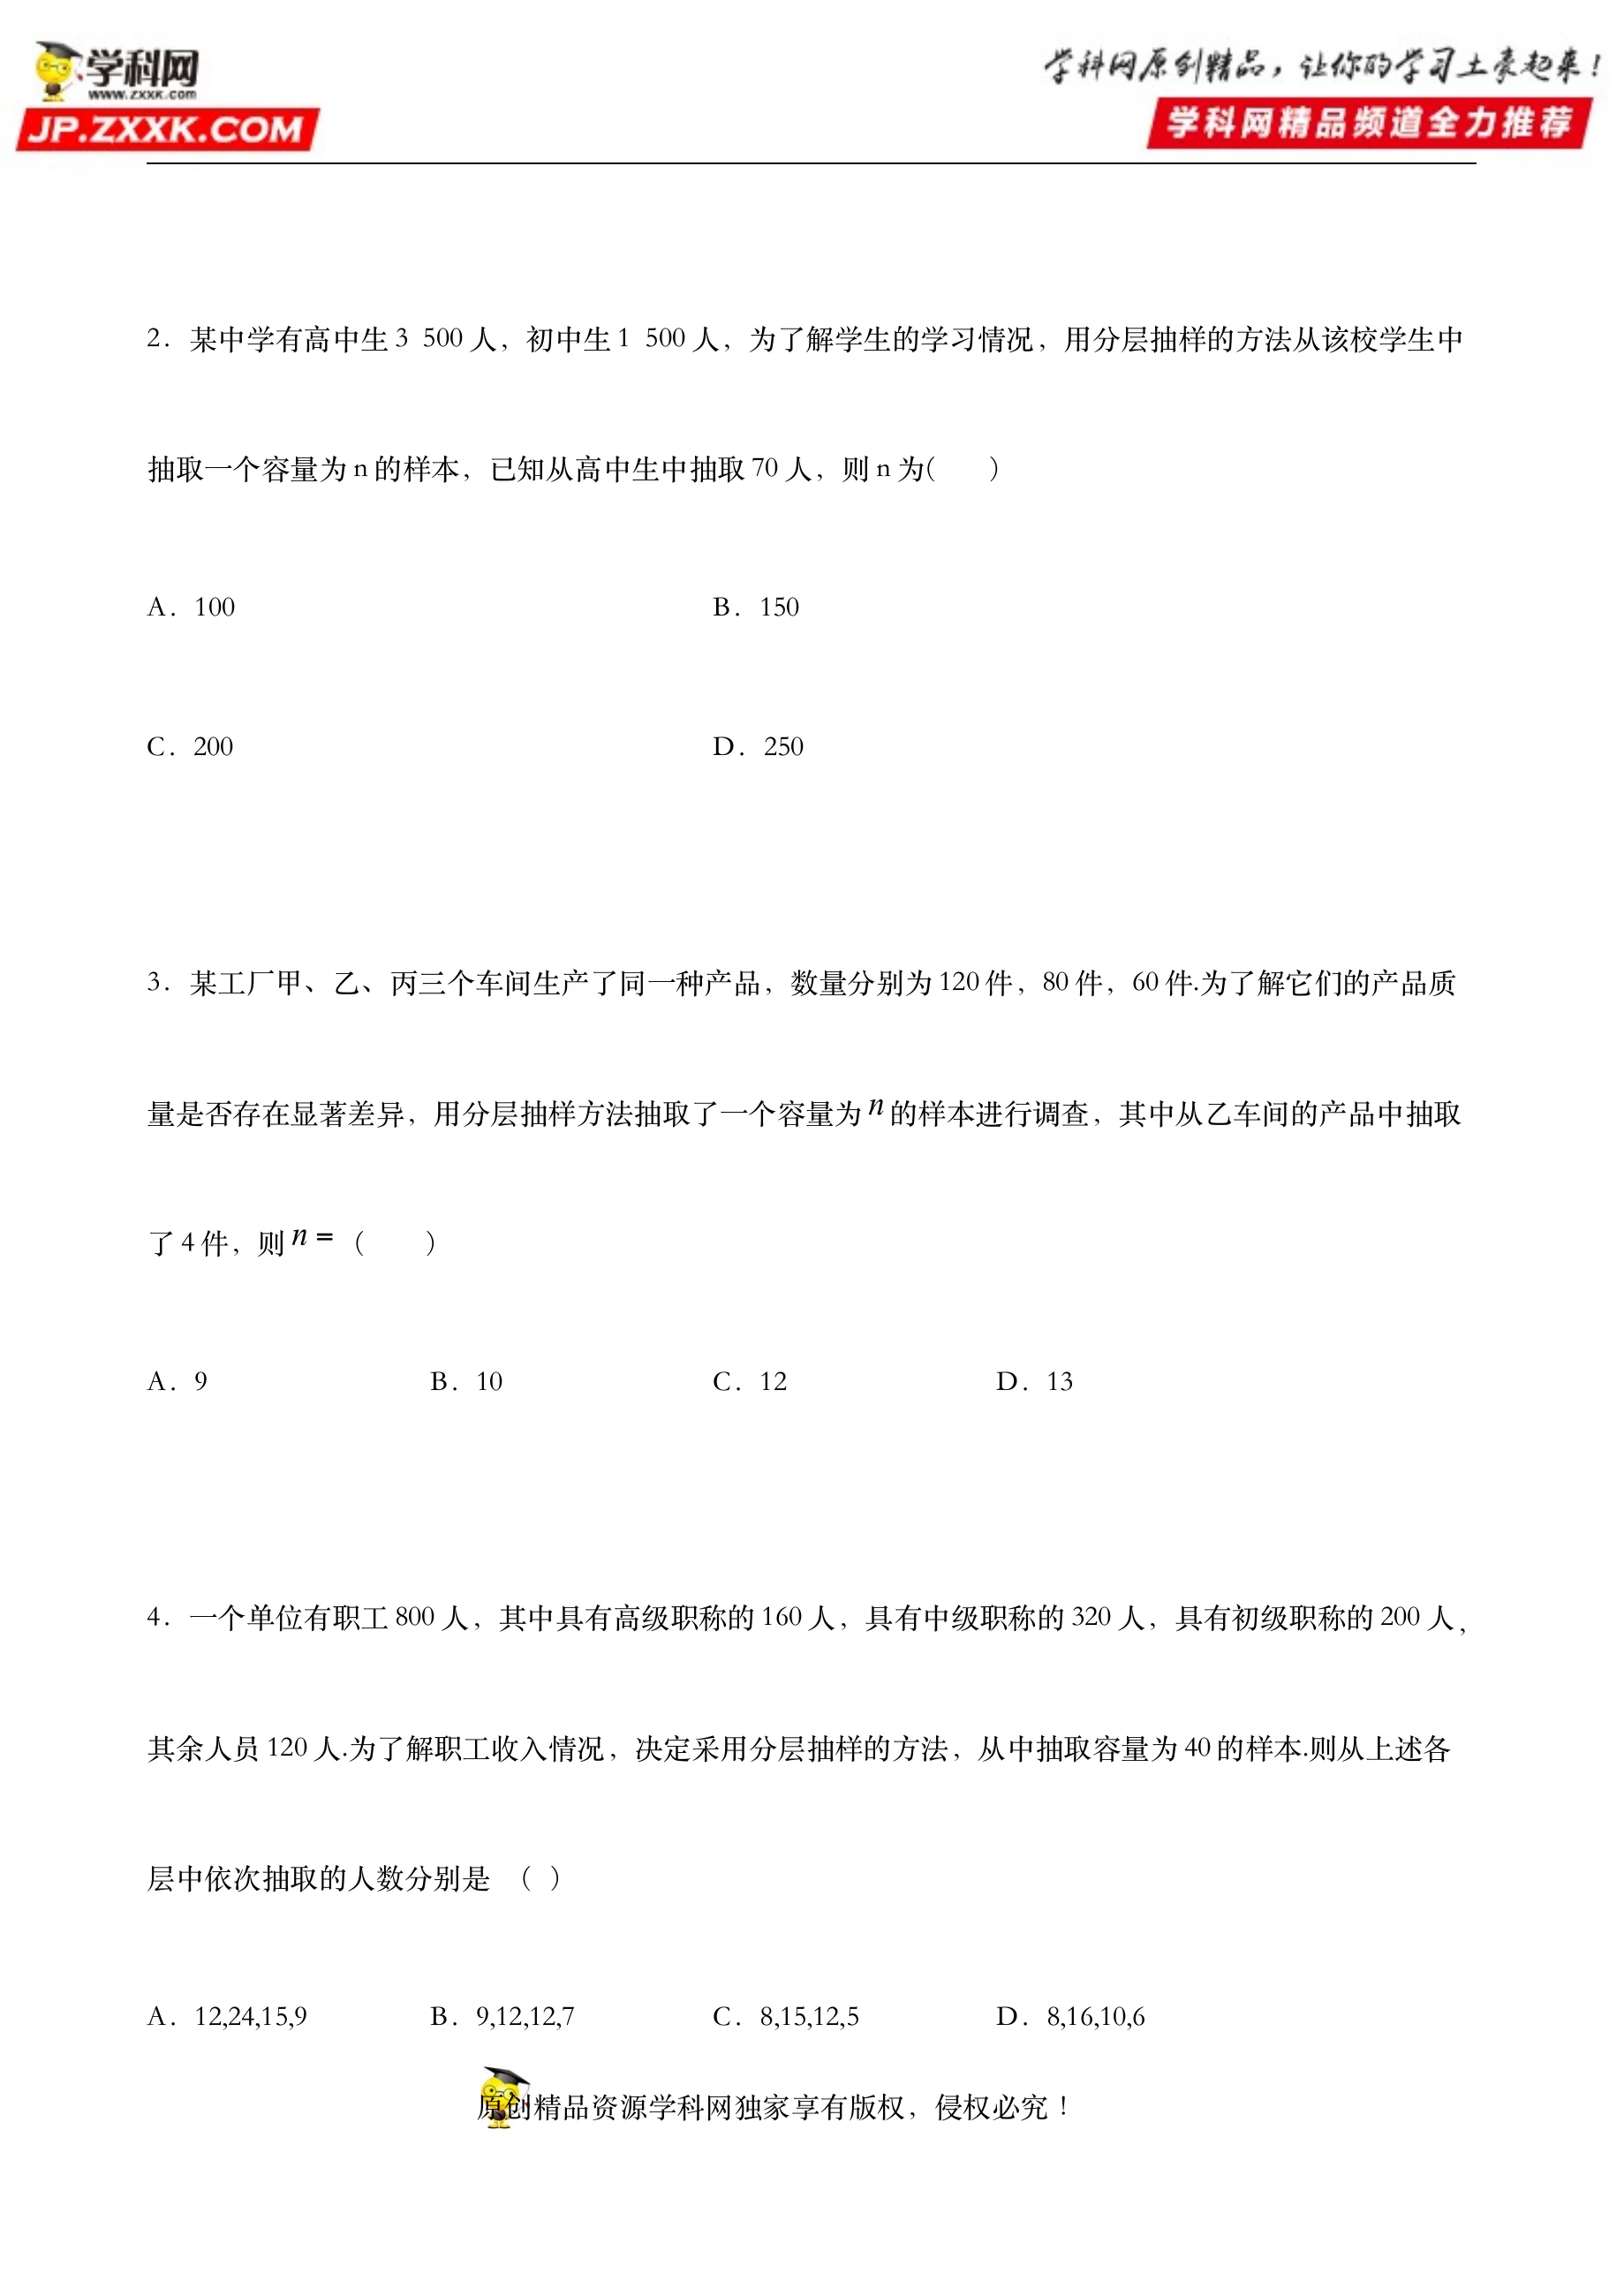 学科网
www.zxxk.com
JP.ZXXK.COM
学科网原创精品，让你的学习土豪起来！
学科网精品频道全力推荐
2．某中学有高中生 3 500 人，初中生 1 500 人，为了解学生的学习情况，用分层抽样的方法从该校学生中
抽取一个容量为 n 的样本，已知从高中生中抽取 70 人，则 n 为(　　)
A．100 B．150
C．200 D．250
3．某工厂甲、乙、丙三个车间生产了同一种产品，数量分别为 120 件，80 件，60 件.为了解它们的产品质
量是否存在显著差异，用分层抽样方法抽取了一个容量为 n 的样本进行调查，其中从乙车间的产品中抽取
了 4 件，则 n =（　　）
A．9 B．10 C．12 D．13
4．一个单位有职工 800 人，其中具有高级职称的 160 人，具有中级职称的 320 人，具有初级职称的 200 人，
其余人员 120 人.为了解职工收入情况，决定采用分层抽样的方法，从中抽取容量为 40 的样本.则从上述各
层中依次抽取的人数分别是 （ ）
A．12,24,15,9 B．9,12,12,7 C．8,15,12,5 D．8,16,10,6
原创精品资源学科网独家享有版权，侵权必究！